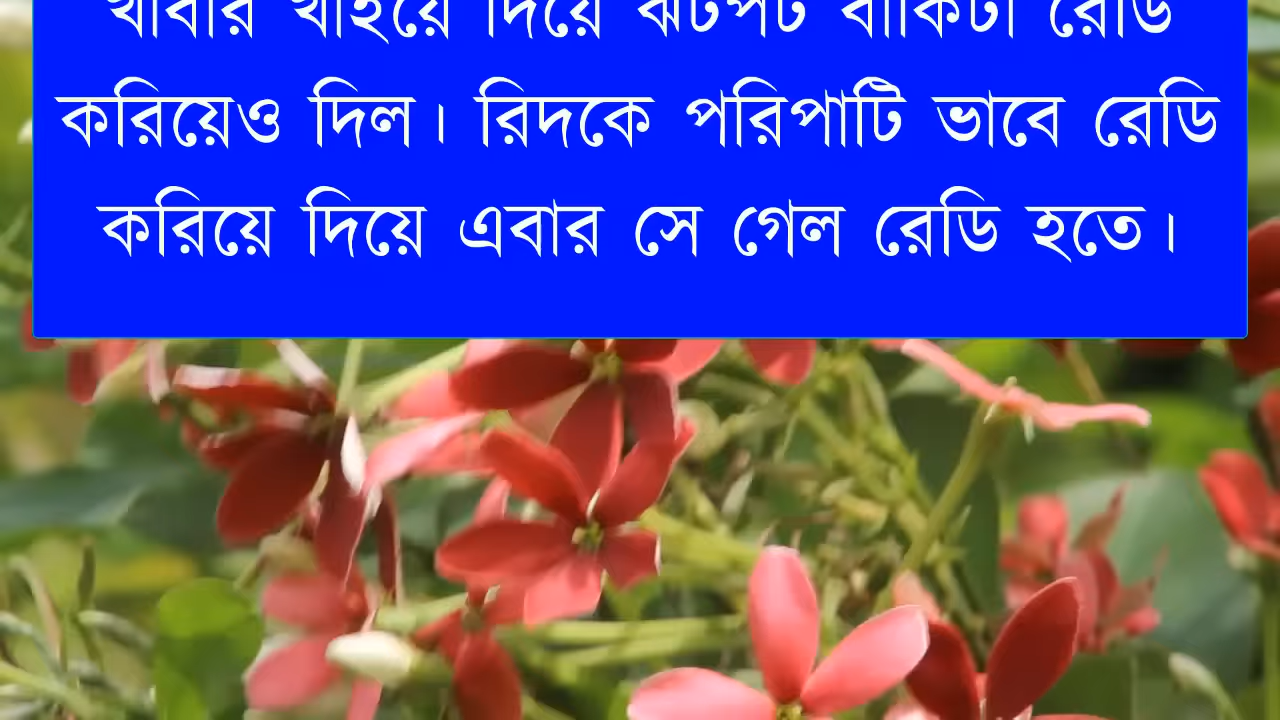 খাবার খাইয়ে দিয়ে ঝটপট বাকিটা রেডি
করিয়েও দিল। রিদকে পরিপাটি ভাবে রেডি
করিয়ে দিয়ে এবার সে গেল রেডি হতে।